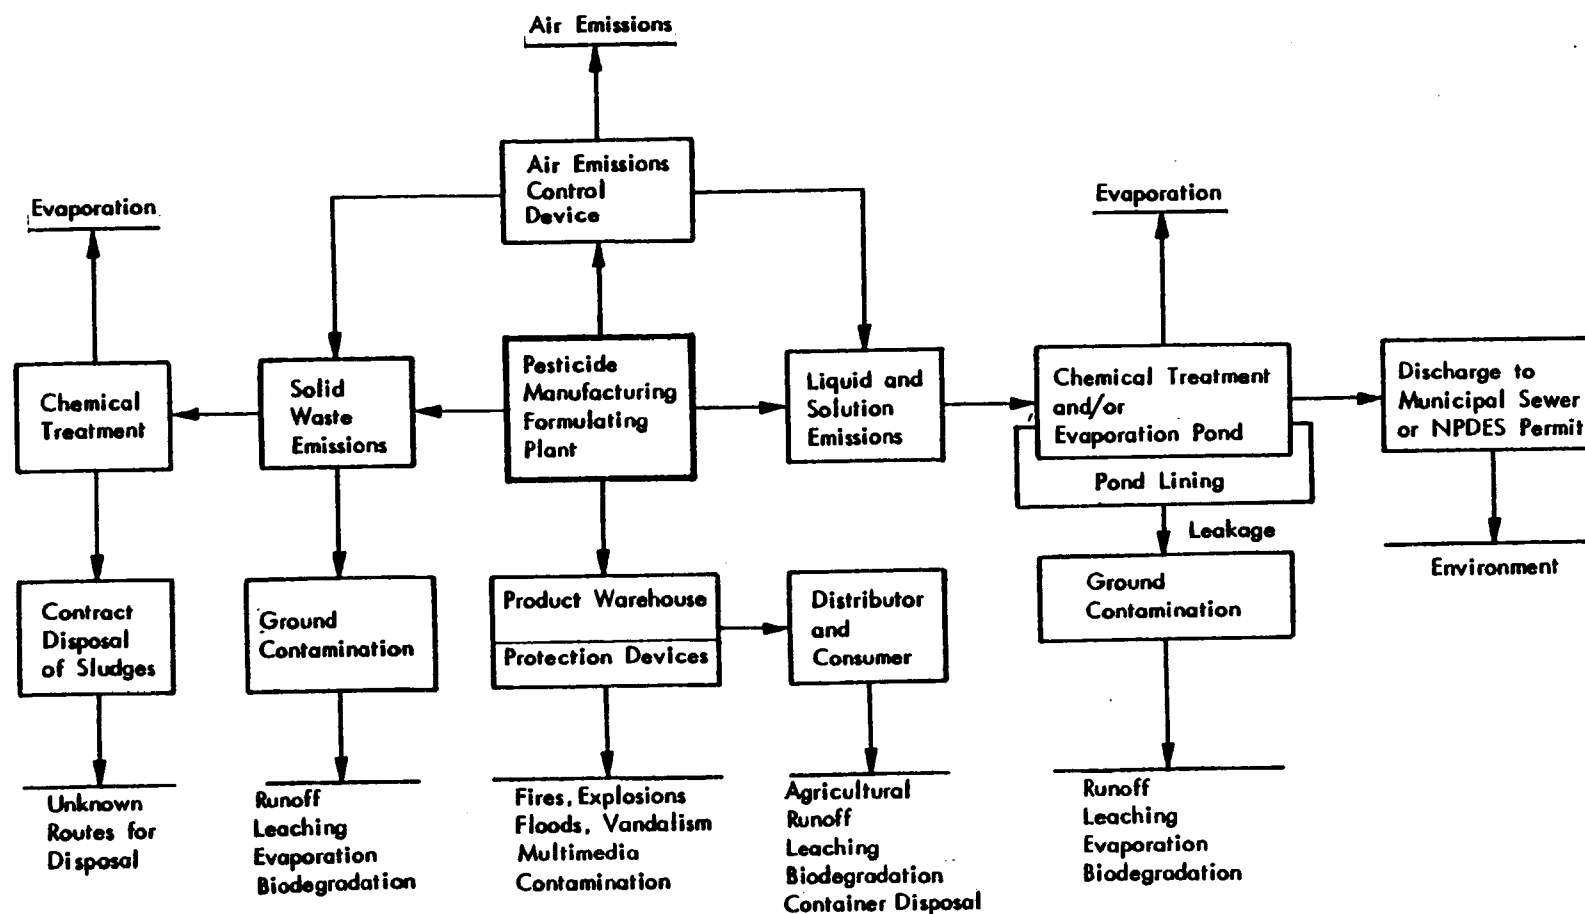 Air Emissions
Air Emissions
Control
Device
Evaporation
Evaporation
Chemical
Treatment
Solid
Waste
Emissions
Pesticide
Manufacturing
Formulating
Plant
Liquid and
Solution
Emissions
Chemical Treatment
and/or
Evaporation Pond
Pond Lining
Leakage
Discharge to
Municipal Sewer
or NPDES Permit
Environment
Contract
Disposal
of Sludges
Ground
Contamination
Product Warehouse
Protection Devices
Distributor
and
Consumer
Ground
Contamination
Unknown
Routes for
Disposal
Runoff
Leaching
Evaporation
Biodegradation
Fires, Explosions
Floods, Vandalism
Multimedia
Contamination
Agricultural
Runoff
Leaching
Biodegradation
Container Disposal
Runoff
Leaching
Evaporation
Biodegradation